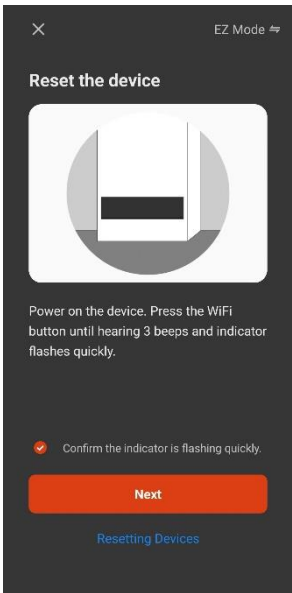 EZ Mode ⇋
Reset the device
Power on the device. Press the WiFi
button until hearing 3 beeps and indicator
flashes quickly.
Confirm the indicator is flashing quickly.
Next
Resetting Devices